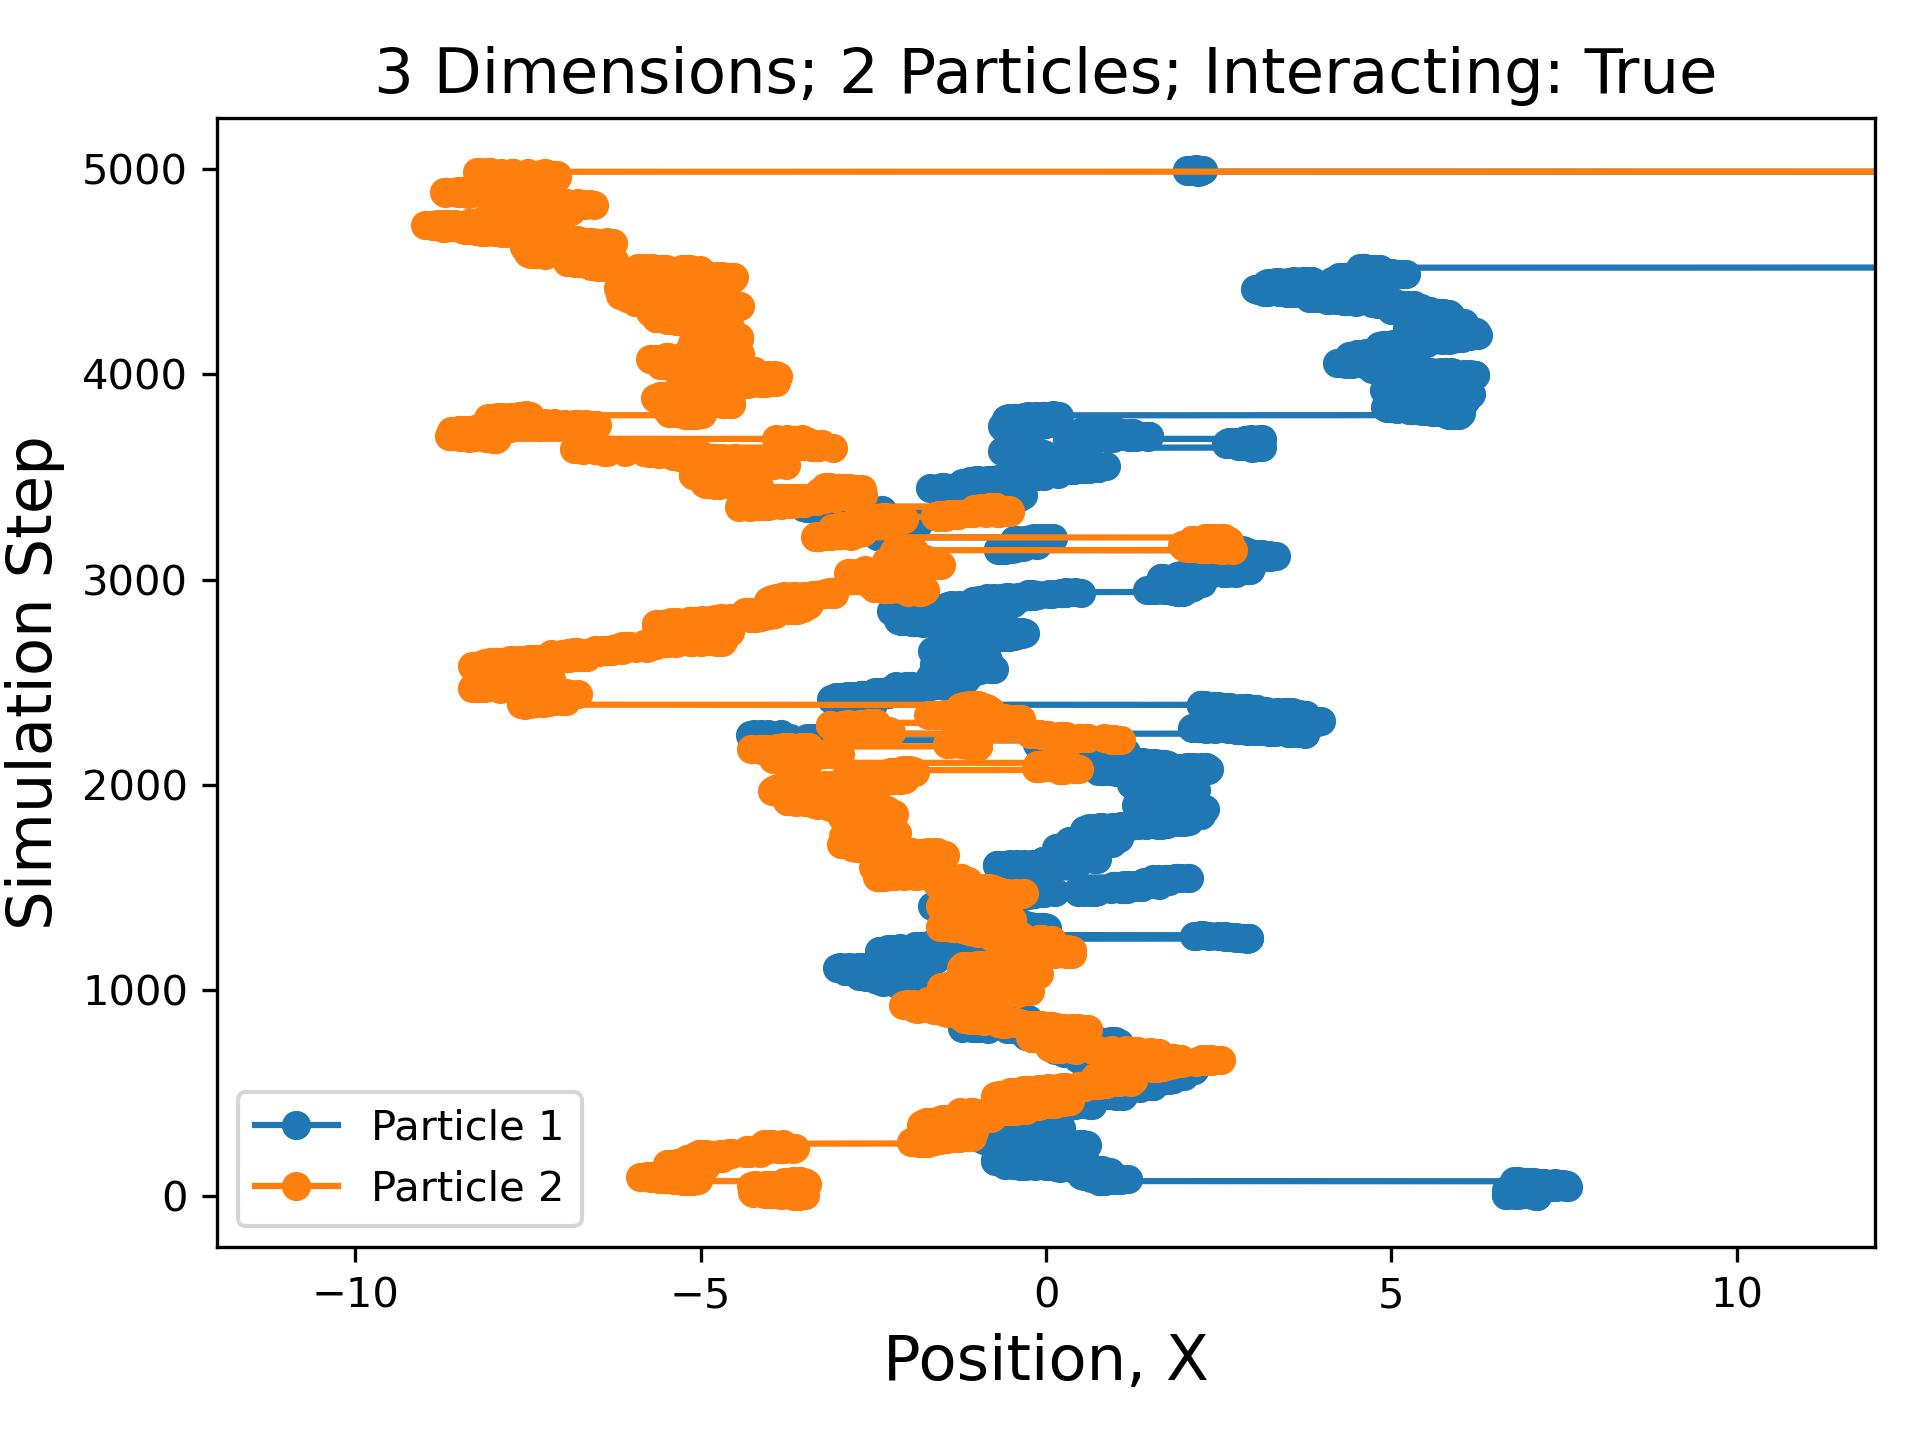 3 Dimensions; 2 Particles; Interacting: True
Simulation Step
5000
4000
3000
2000
1000
0
Particle 1
Particle 2
−10
−5
0
5
10
Position, X